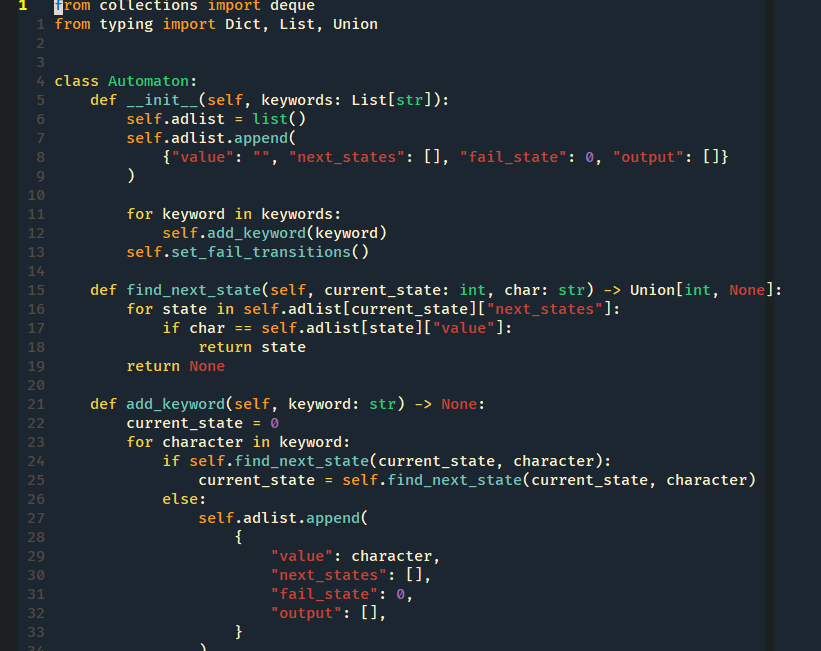 1 from collections import deque
1 from typing import Dict, List, Union
2
3
4 class Automaton:
5     def __init__(self, keywords: List[str]):
6         self.adlist = list()
7         self.adlist.append(
8             {"value": "", "next_states": [], "fail_state": 0, "output": []}
9         )
10
11         for keyword in keywords:
12             self.add_keyword(keyword)
13         self.set_fail_transitions()
14
15     def find_next_state(self, current_state: int, char: str) -> Union[int, None]:
16         for state in self.adlist[current_state]["next_states"]:
17             if char == self.adlist[state]["value"]:
18                 return state
19         return None
20
21     def add_keyword(self, keyword: str) -> None:
22         current_state = 0
23         for character in keyword:
24             if self.find_next_state(current_state, character):
25                 current_state = self.find_next_state(current_state, character)
26             else:
27                 self.adlist.append(
28                     {
29                         "value": character,
30                         "next_states": [],
31                         "fail_state": 0,
32                         "output": [],
33                     }
34                 )